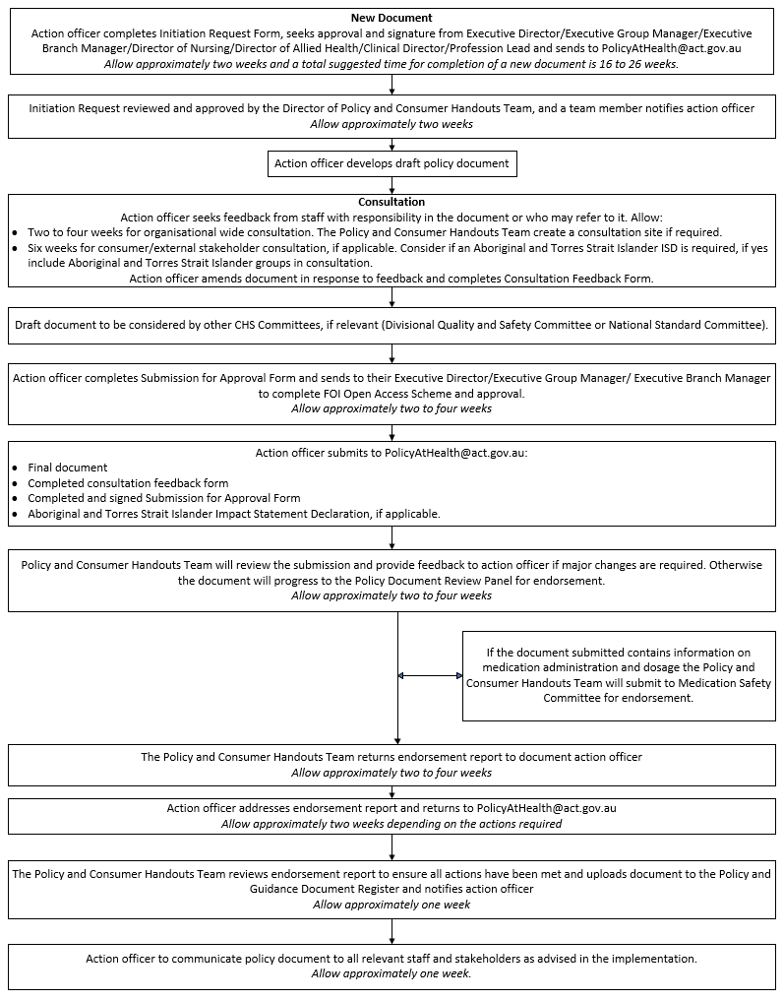 New Document
Action officer completes Initiation Request Form, seeks approval and signature from Executive Director/Executive Group Manager/Executive
Branch Manager/Director of Nursing/Director of Allied Health/Clinical Director/Profession Lead and sends to PolicyAtHealth@act.gov.au
Allow approximately two weeks and a total suggested time for completion of a new document is 16 to 26 weeks.
Initiation Request reviewed and approved by the Director of Policy and Consumer Handouts Team, and a team member notifies action officer
Allow approximately two weeks
Action officer develops draft policy document
Consultation
Action officer seeks feedback from staff with responsibility in the document or who may refer to it. Allow:
• Two to four weeks for organisational wide consultation. The Policy and Consumer Handouts Team create a consultation site if required.
• Six weeks for consumer/external stakeholder consultation, if applicable. Consider if an Aboriginal and Torres Strait Islander ISD is required, if yes
include Aboriginal and Torres Strait Islander groups in consultation.
Action officer amends document in response to feedback and completes Consultation Feedback Form.
Draft document to be considered by other CHS Committees, if relevant (Divisional Quality and Safety Committee or National Standard Committee).
Action officer completes Submission for Approval Form and sends to their Executive Director/Executive Group Manager/ Executive Branch Manager
to complete FOI Open Access Scheme and approval.
Allow approximately two to four weeks
Action officer submits to PolicyAtHealth@act.gov.au:
• Final document
• Completed consultation feedback form
• Completed and signed Submission for Approval Form
• Aboriginal and Torres Strait Islander Impact Statement Declaration, if applicable.
Policy and Consumer Handouts Team will review the submission and provide feedback to action officer if major changes are required. Otherwise
the document will progress to the Policy Document Review Panel for endorsement.
Allow approximately two to four weeks
If the document submitted contains information on
medication administration and dosage the Policy and
Consumer Handouts Team will submit to Medication Safety
Committee for endorsement.
The Policy and Consumer Handouts Team returns endorsement report to document action officer
Allow approximately two to four weeks
Action officer addresses endorsement report and returns to PolicyAtHealth@act.gov.au
Allow approximately two weeks depending on the actions required
The Policy and Consumer Handouts Team reviews endorsement report to ensure all actions have been met and uploads document to the Policy and
Guidance Document Register and notifies action officer
Allow approximately one week
Action officer to communicate policy document to all relevant staff and stakeholders as advised in the implementation.
Allow approximately one week.